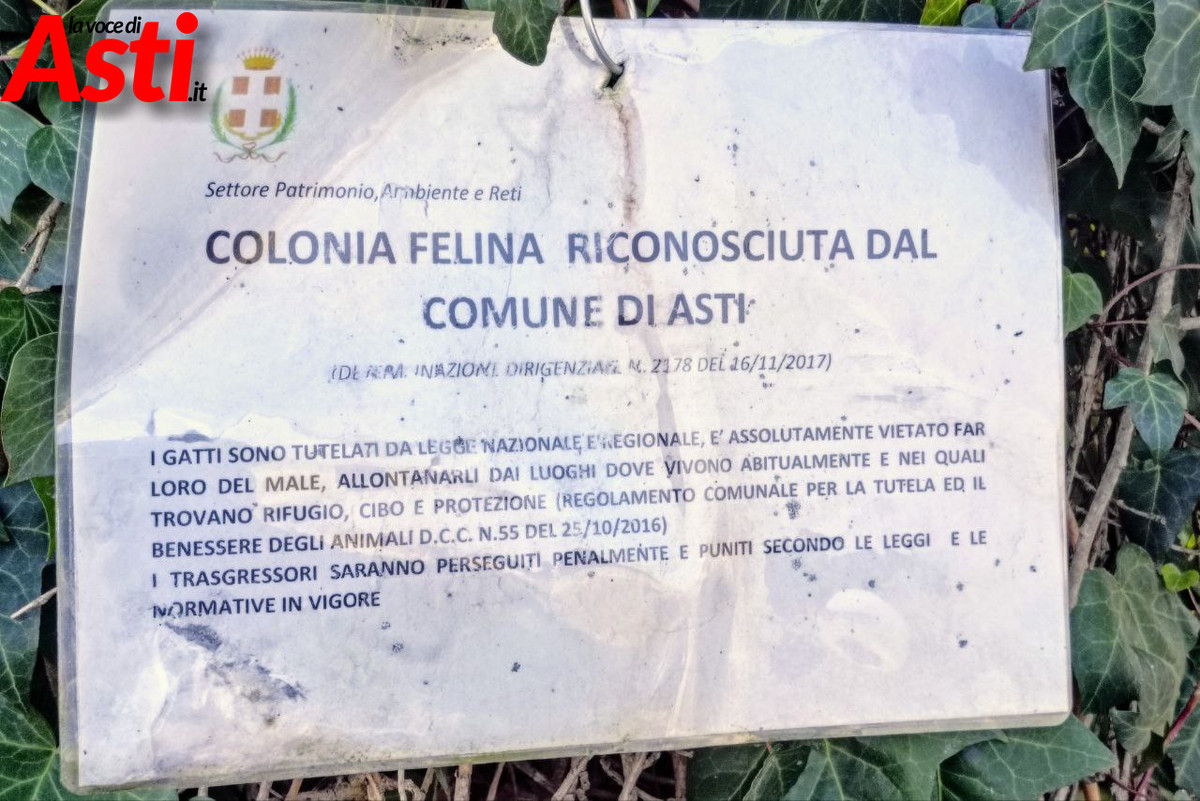 la voce di
Asti.it
Settore Patrimonio, Ambiente e Reti
COLONIA FELINA RICONOSCIUTA DAL
COMUNE DI ASTI
(DETERMINAZIONE DIRIGENZIALE N. 2178 DEL 16/11/2017)
I GATTI SONO TUTELATI DA LEGGE NAZIONALE E REGIONALE, E' ASSOLUTAMENTE VIETATO FAR
LORO DEL MALE, ALLONTANARLI DAI LUOGHI DOVE VIVONO ABITUALMENTE E NEI QUALI
TROVANO RIFUGIO, CIBO E PROTEZIONE (REGOLAMENTO COMUNALE PER LA TUTELA ED IL
BENESSERE DEGLI ANIMALI D.C.C. N.55 DEL 25/10/2016)
I TRASGRESSORI SARANNO PERSEGUITI PENALMENTE E PUNITI SECONDO LE LEGGI E LE
NORMATIVE IN VIGORE